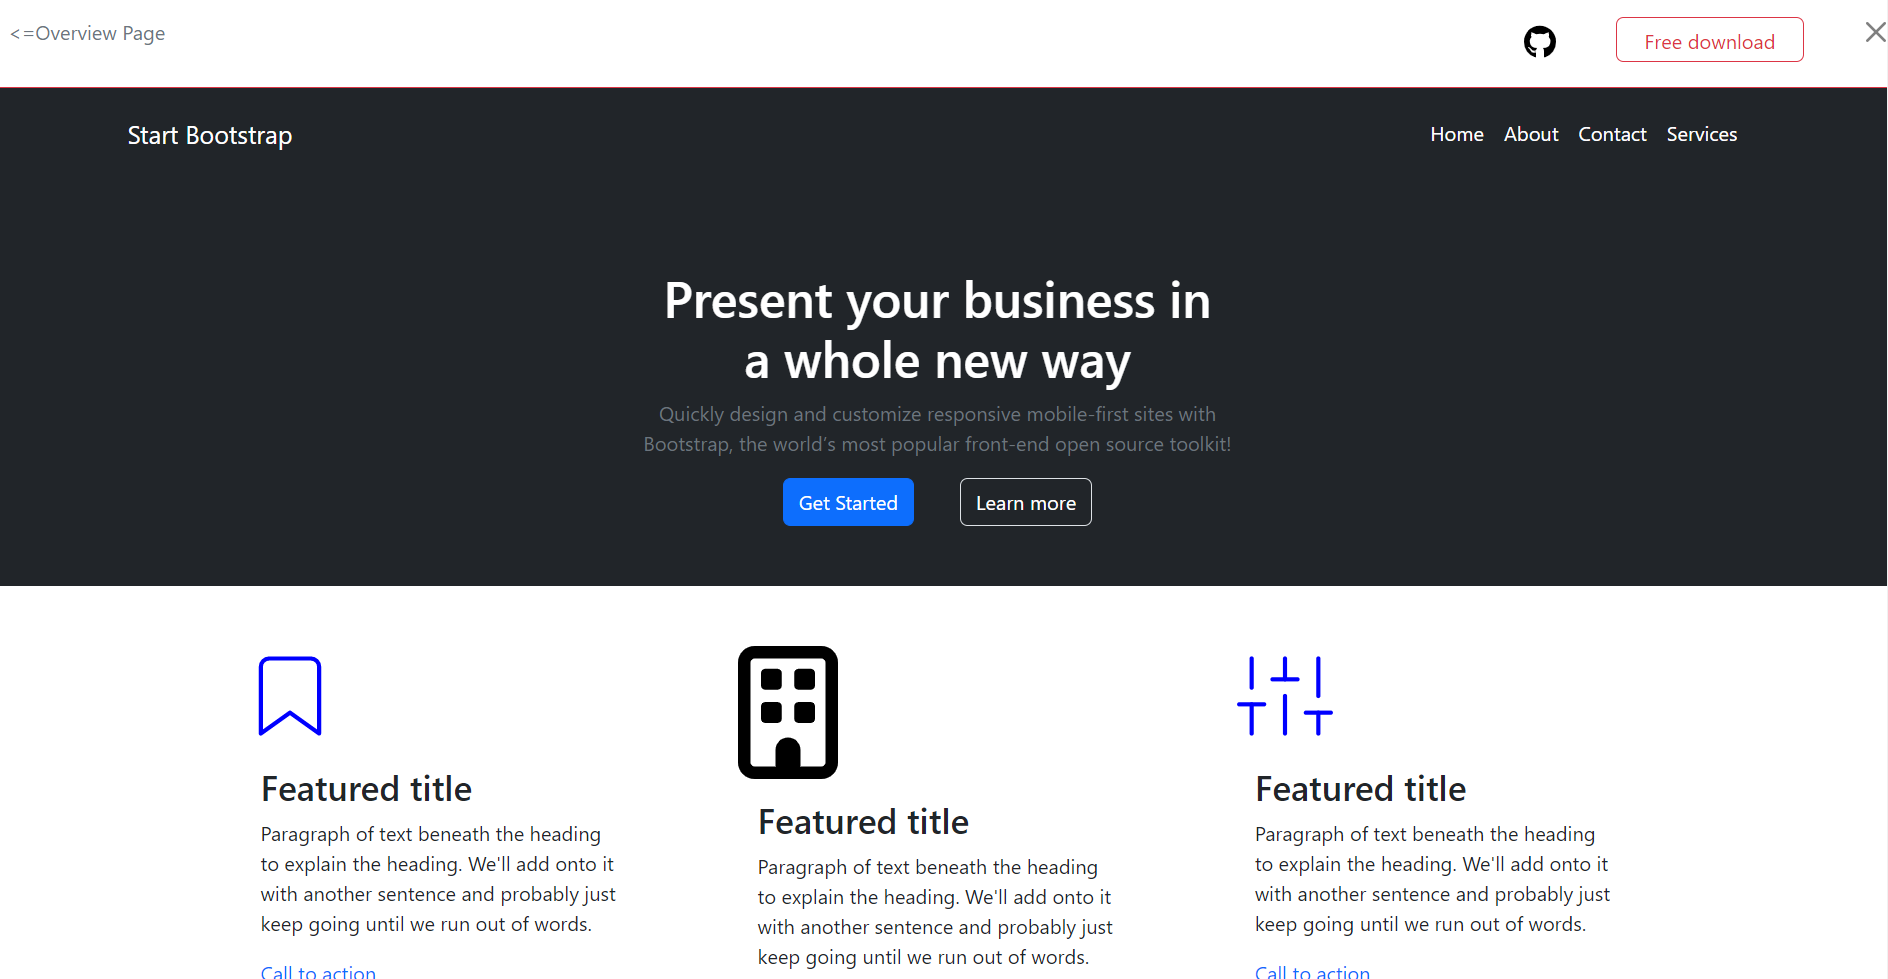 <=Overview Page
Free download
Start Bootstrap
Home About Contact Services
Present your business in
a whole new way
Quickly design and customize responsive mobile-first sites with
Bootstrap, the world’s most popular front-end open source toolkit!
Get Started
Learn more
Featured title
Paragraph of text beneath the heading
to explain the heading. We'll add onto it
with another sentence and probably just
keep going until we run out of words.
Call to action
Featured title
Paragraph of text beneath the heading
to explain the heading. We'll add onto it
with another sentence and probably just
keep going until we run out of words.
Featured title
Paragraph of text beneath the heading
to explain the heading. We'll add onto it
with another sentence and probably just
keep going until we run out of words.
Call to action